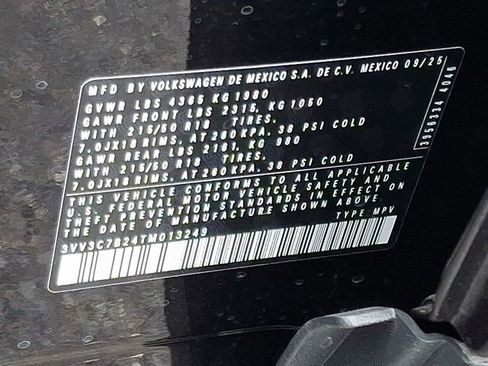 MFD BY VOLKSWAGEN DE MEXICO S.A. DE C.V. MEXICO 09/25
GVWR LBS 4365 KG 1980
GAWR FRONT LBS 2315, KG 1050
WITH 215/50 R18 TIRES.
7.0JX18 RIMS, AT 260KPA, 38 PSI COLD
GAWR REAR LBS 2161, KG 980
WITH 215/50 R18 TIRES.
7.0JX18 RIMS, AT 260KPA, 38 PSI COLD
THIS VEHICLE CONFORMS TO ALL APPLICABLE
U.S. FEDERAL MOTOR VEHICLE SAFETY AND
THEFT PREVENTION STANDARDS IN EFFECT ON
THE DATE OF MANUFACTURE SHOWN ABOVE.
3VV3C7B24TM013249 TYPE MPV
3956334 4046